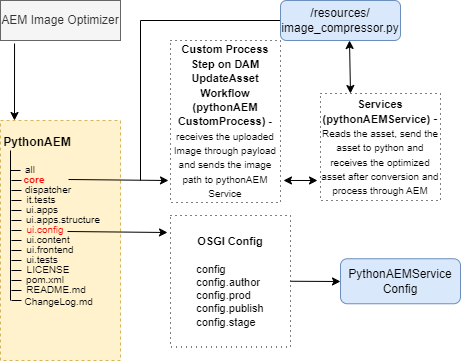 AEM Image Optimizer
/resources/
image_compressor.py
Custom Process
Step on DAM
UpdateAsset
Workflow
(pythonAEM
CustomProcess) -
receives the uploaded
Image through payload
and sends the image
path to pythonAEM
Service
Services
(pythonAEMService) -
Reads the asset, send the
asset to python and
receives the optimized
asset after conversion and
process through AEM
PythonAEM
all
core
dispatcher
it.tests
ui.apps
ui.apps.structure
ui.config
ui.content
ui.frontend
ui.tests
LICENSE
pom.xml
README.md
ChangeLog.md
OSGI Config
config
config.author
config.prod
config.publish
config.stage
PythonAEMService
Config